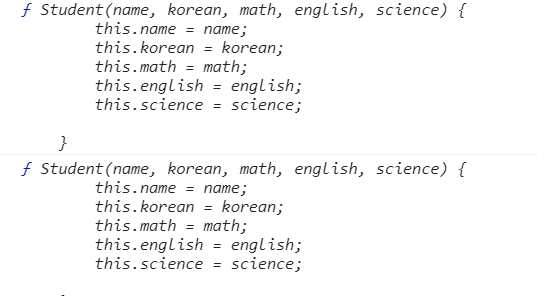 f Student(name, korean, math, english, science) {
this.name = name;
this.korean = korean;
this.math = math;
this.english = english;
this.science = science;
}
f Student(name, korean, math, english, science) {
this.name = name;
this.korean = korean;
this.math = math;
this.english = english;
this.science = science;